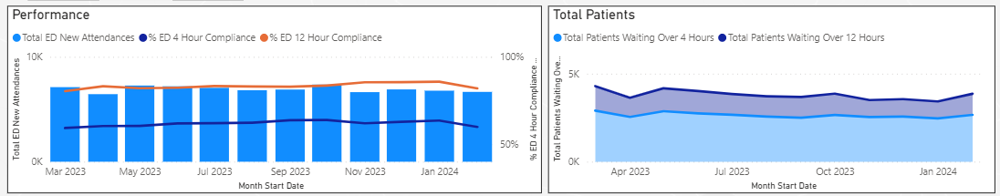 Performance
Total ED New Attendances % ED 4 Hour Compliance % ED 12 Hour Compliance
Total ED New Attendances
10K
0K
100%
50%
% ED 4 Hour Compliance ...
Mar 2023 May 2023 Jul 2023 Sep 2023 Nov 2023 Jan 2024
Month Start Date
Total Patients
Total Patients Waiting Over 4 Hours Total Patients Waiting Over 12 Hours
Total Patients Waiting Ove...
5K
0K
Apr 2023 Jul 2023 Oct 2023 Jan 2024
Month Start Date